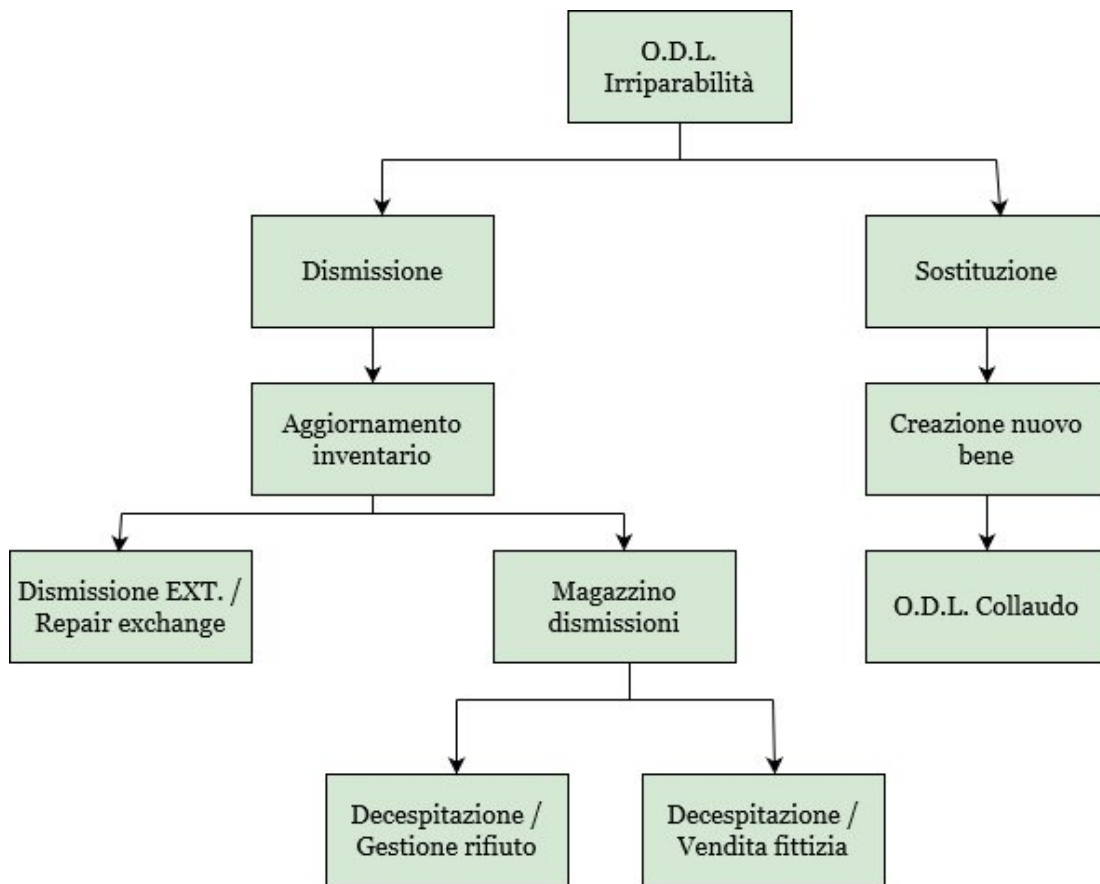 O.D.L.
Irriparabilità
Dismissione
Sostituzione
Aggiornamento
inventario
Creazione nuovo
bene
Dismissione EXT. /
Repair exchange
Magazzino
dismissioni
O.D.L. Collaudo
Decespitazione /
Gestione rifiuto
Decespitazione /
Vendita fittizia